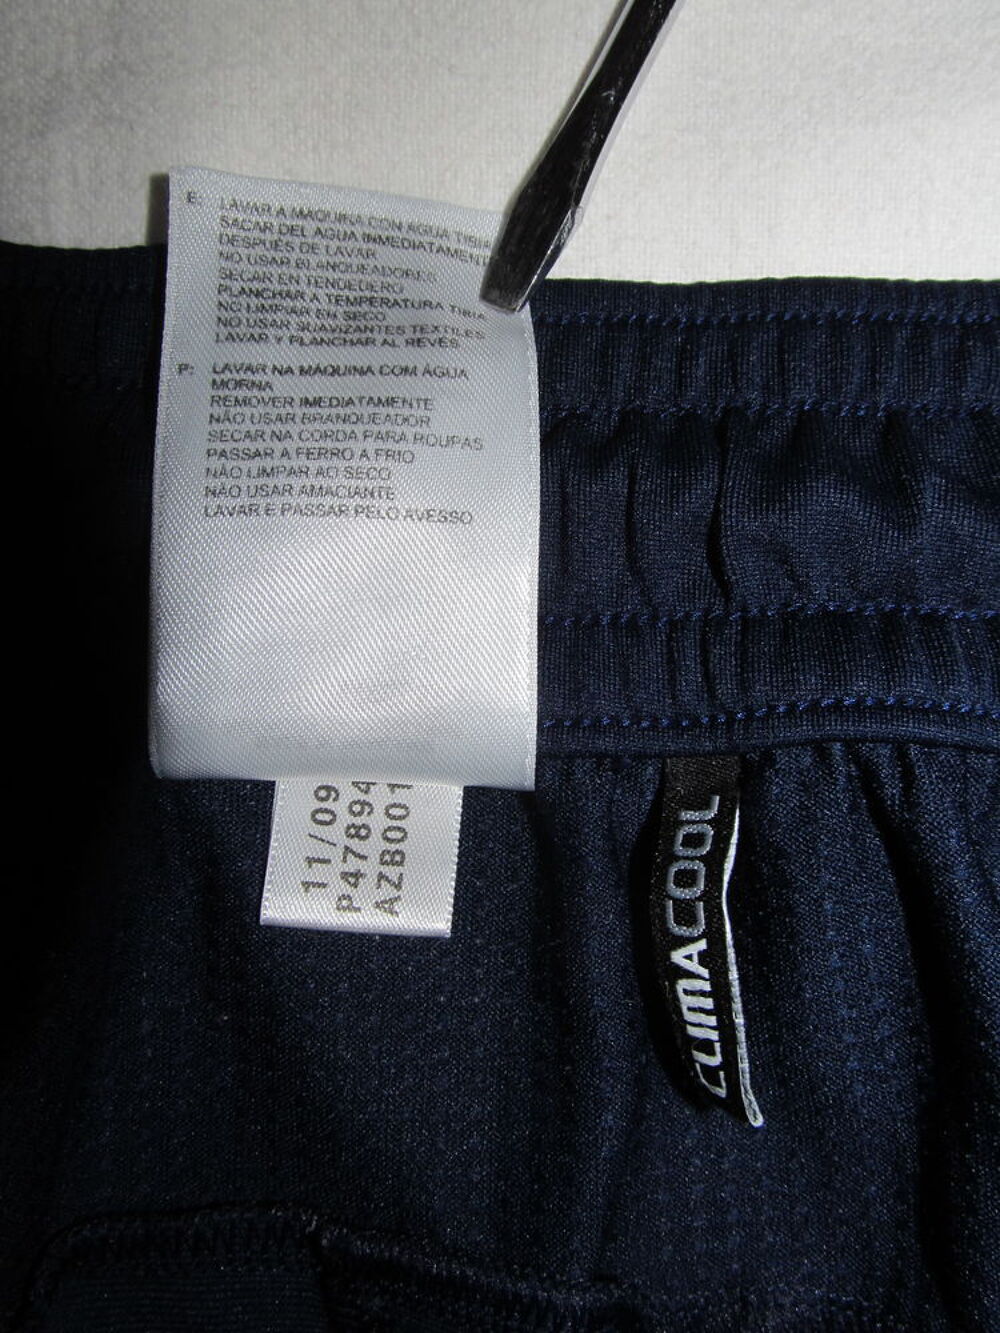 E: LAVAR A MÁQUINA CON AGUA TIBIA
SACAR DEL AGUA INMEDIATAMENT
DESPUÉS DE LAVAR
NO USAR BLANQUEADORES
SECAR EN TENDEDERO
PLANCHAR A TEMPERATURA TIBIA
NO LIMPIAR EN SECO
NO USAR SUAVIZANTES TEXTILES
LAVAR Y PLANCHAR AL REVÉS
P: LAVAR NA MÁQUINA COM ÁGUA
MORNA
REMOVER IMEDIATAMENTE
NÃO USAR BRANQUEADOR
SECAR NA CORDA PARA ROUPAS
PASSAR A FERRO A FRIO
NÃO LIMPAR AO SECO
NÃO USAR AMACIANTE
LAVAR E PASSAR PELO AVESSO
11/09
P47894
AZB001
CLIMACOOL